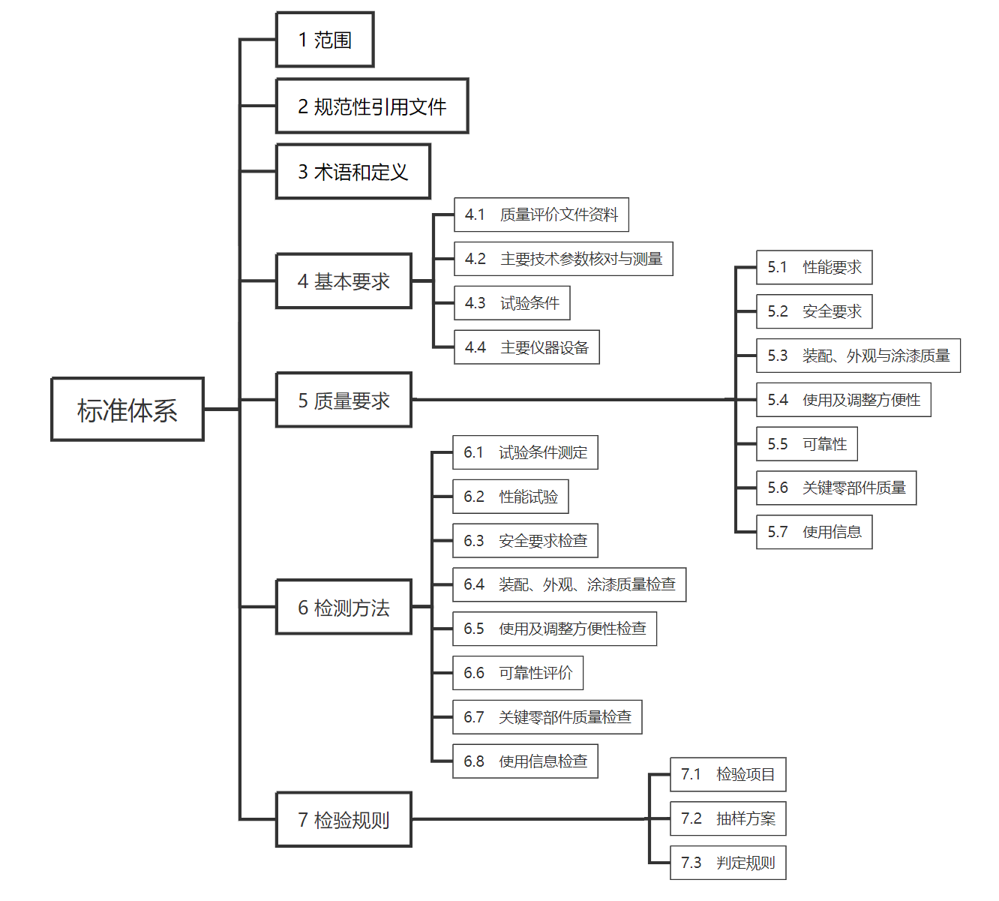 标准体系
1 范围
2 规范性引用文件
3 术语和定义
4 基本要求
4.1 质量评价文件资料
4.2 主要技术参数核对与测量
4.3 试验条件
4.4 主要仪器设备
5 质量要求
5.1 性能要求
5.2 安全要求
5.3 装配、外观与涂漆质量
5.4 使用及调整方便性
5.5 可靠性
5.6 关键零部件质量
5.7 使用信息
6 检测方法
6.1 试验条件测定
6.2 性能试验
6.3 安全要求检查
6.4 装配、外观、涂漆质量检查
6.5 使用及调整方便性检查
6.6 可靠性评价
6.7 关键零部件质量检查
6.8 使用信息检查
7 检验规则
7.1 检验项目
7.2 抽样方案
7.3 判定规则